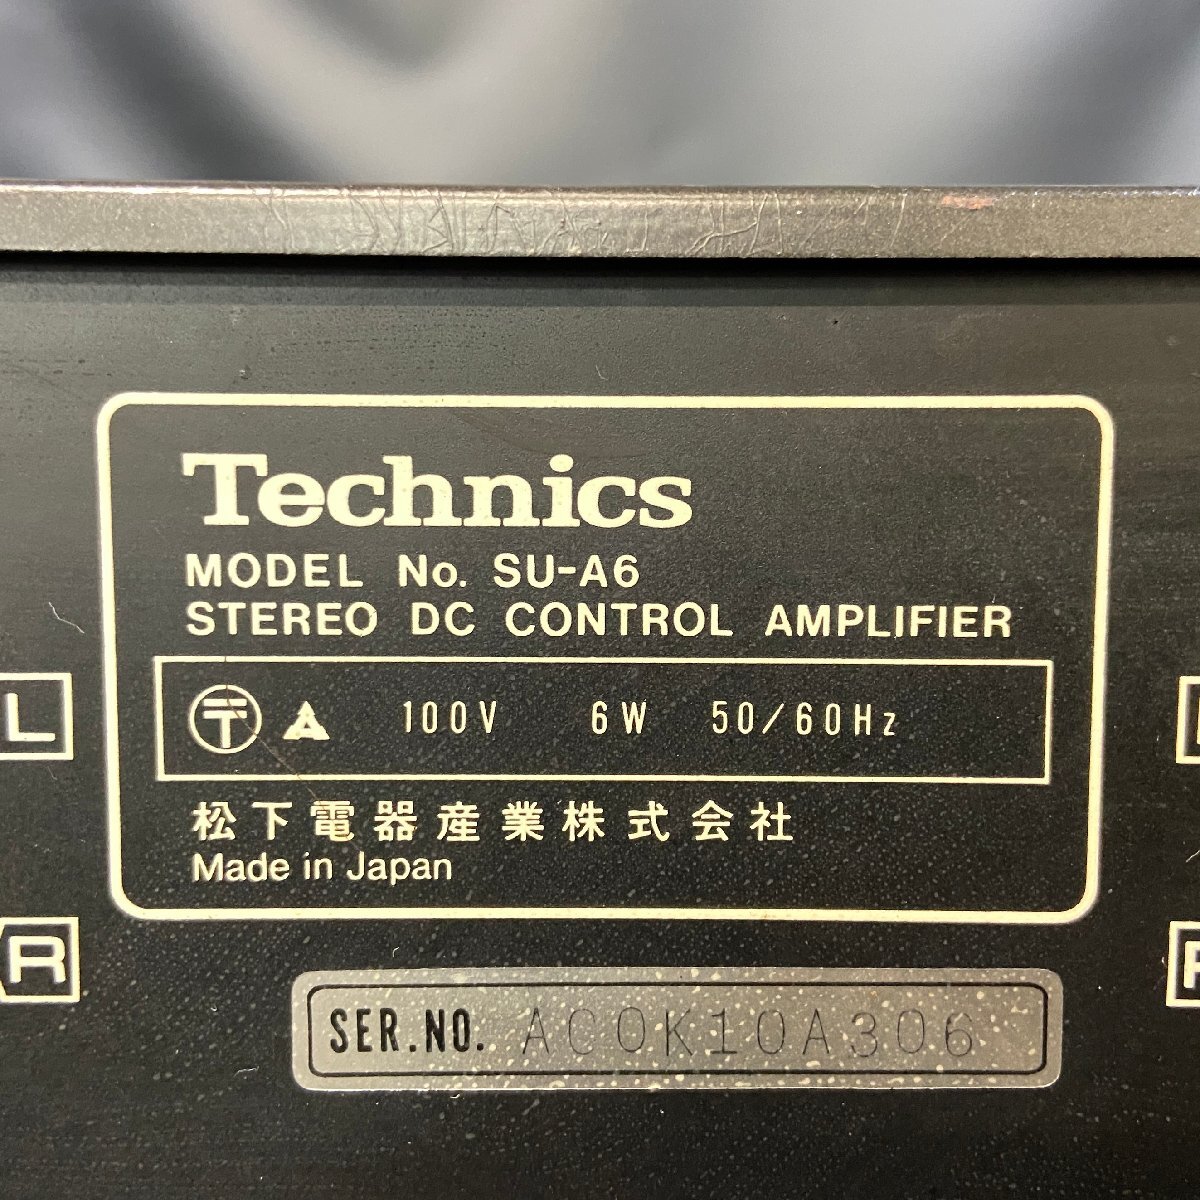 Technics
MODEL No. SU-A6
STEREO DC CONTROL AMPLIFIER
〒 A 100V 6W 50/60Hz
松下電器産業株式会社
Made in Japan
L
R
SER.NO. AC0K10A306